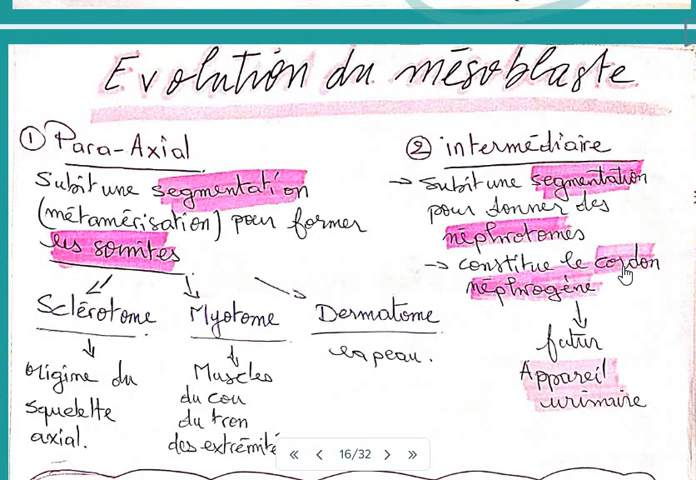 Evolution du mésoblaste
① Para-Axial
Subit une segmentation
(métamérisation) pour former
les somites
Sclérotome
Origine du
squelette
axial.
Myotome
Muscles
du cou
du tron
des extrémité
Dermatome
la peau.
② intermédiaire
→ Subit une segmentation
pour donner des
néphrotomes
→ constitue le cordon
néphrogène
futur
Appareil
urinaire
« < 16/32 > »